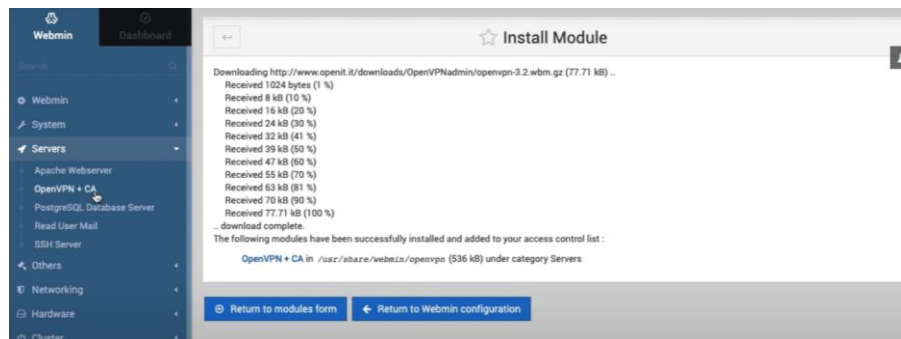 Webmin
Dashboard
Search
Webmin
System
Servers
Apache Webserver
OpenVPN + CA
PostgreSQL Database Server
Read User Mail
SSH Server
Others
Networking
Hardware
Cluster
Install Module
Downloading http://www.openit.it/downloads/OpenVPNadmin/openvpn-3.2.wbm.gz (77.71 kB) ..
Received 1024 bytes (1 %)
Received 8 kB (10 %)
Received 16 kB (20 %)
Received 24 kB (30 %)
Received 32 kB (41 %)
Received 39 kB (50 %)
Received 47 kB (60 %)
Received 55 kB (70 %)
Received 63 kB (81 %)
Received 70 kB (90 %)
Received 77.71 kB (100 %)
.. download complete.
The following modules have been successfully installed and added to your access control list :
OpenVPN + CA in /usr/share/webmin/openvpn (536 kB) under category Servers
Return to modules form
Return to Webmin configuration